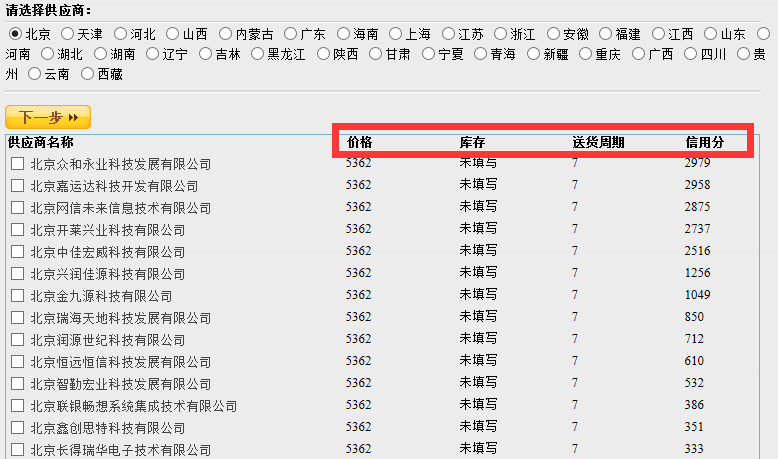 请选择供应商：
北京 天津 河北 山西 内蒙古 广东 海南 上海 江苏 浙江 安徽 福建 江西 山东
河南 湖北 湖南 辽宁 吉林 黑龙江 陕西 甘肃 宁夏 青海 新疆 重庆 广西 四川 贵
州 云南 西藏
下一步
供应商名称 价格 库存 送货周期 信用分
北京众和永业科技发展有限公司 5362 未填写 7 2979
北京嘉运达科技开发有限公司 5362 未填写 7 2958
北京网信未来信息技术有限公司 5362 未填写 7 2875
北京开莱兴业科技有限公司 5362 未填写 7 2737
北京中佳宏威科技有限公司 5362 未填写 7 2516
北京兴润佳源科技有限公司 5362 未填写 7 1256
北京金九源科技有限公司 5362 未填写 7 1049
北京瑞海天地科技发展有限公司 5362 未填写 7 850
北京润源世纪科技有限公司 5362 未填写 7 712
北京恒远恒信科技发展有限公司 5362 未填写 7 610
北京智勤宏业科技发展有限公司 5362 未填写 7 532
北京联银畅想系统集成技术有限公司 5362 未填写 7 386
北京鑫创思特科技有限公司 5362 未填写 7 351
北京长得瑞华电子技术有限公司 5362 未填写 7 333